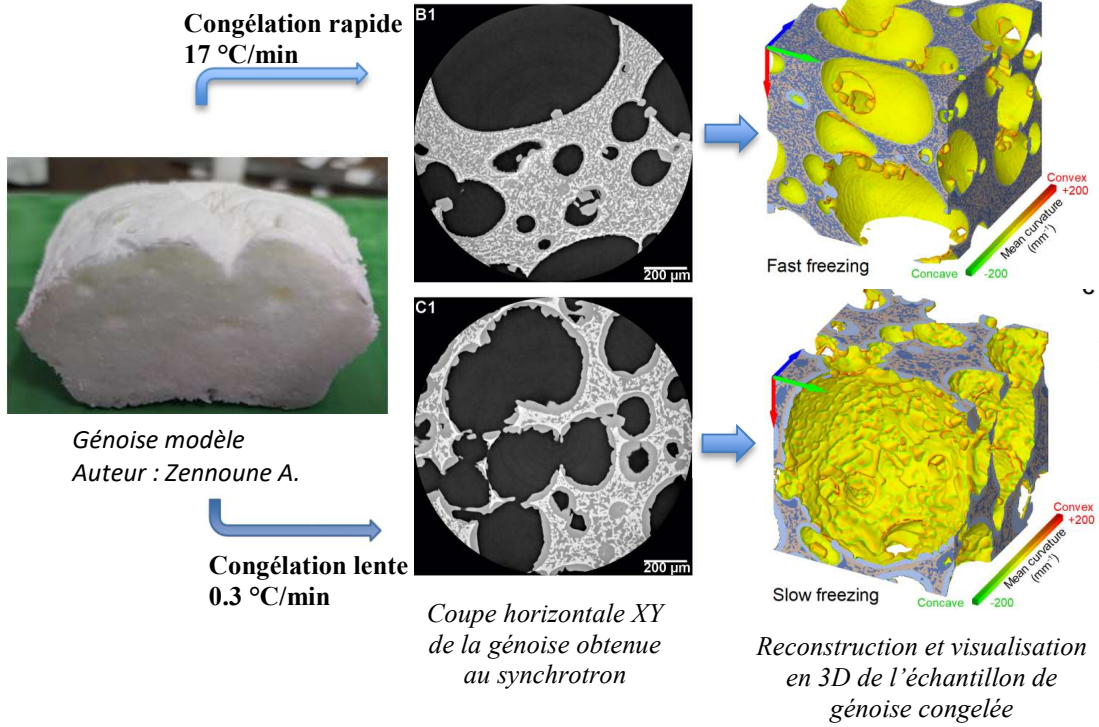 Congélation rapide
17 °C/min
B1
200 µm
Fast freezing
Convex
+200
Mean curvature
(mm⁻¹)
Concave
-200
Génoise modèle
Auteur : Zennoune A.
Congélation lente
0.3 °C/min
C1
200 µm
Slow freezing
Convex
+200
Mean curvature
(mm⁻¹)
Concave
-200
Coupe horizontale XY
de la génoise obtenue
au synchrotron
Reconstruction et visualisation
en 3D de l'échantillon de
génoise congelée